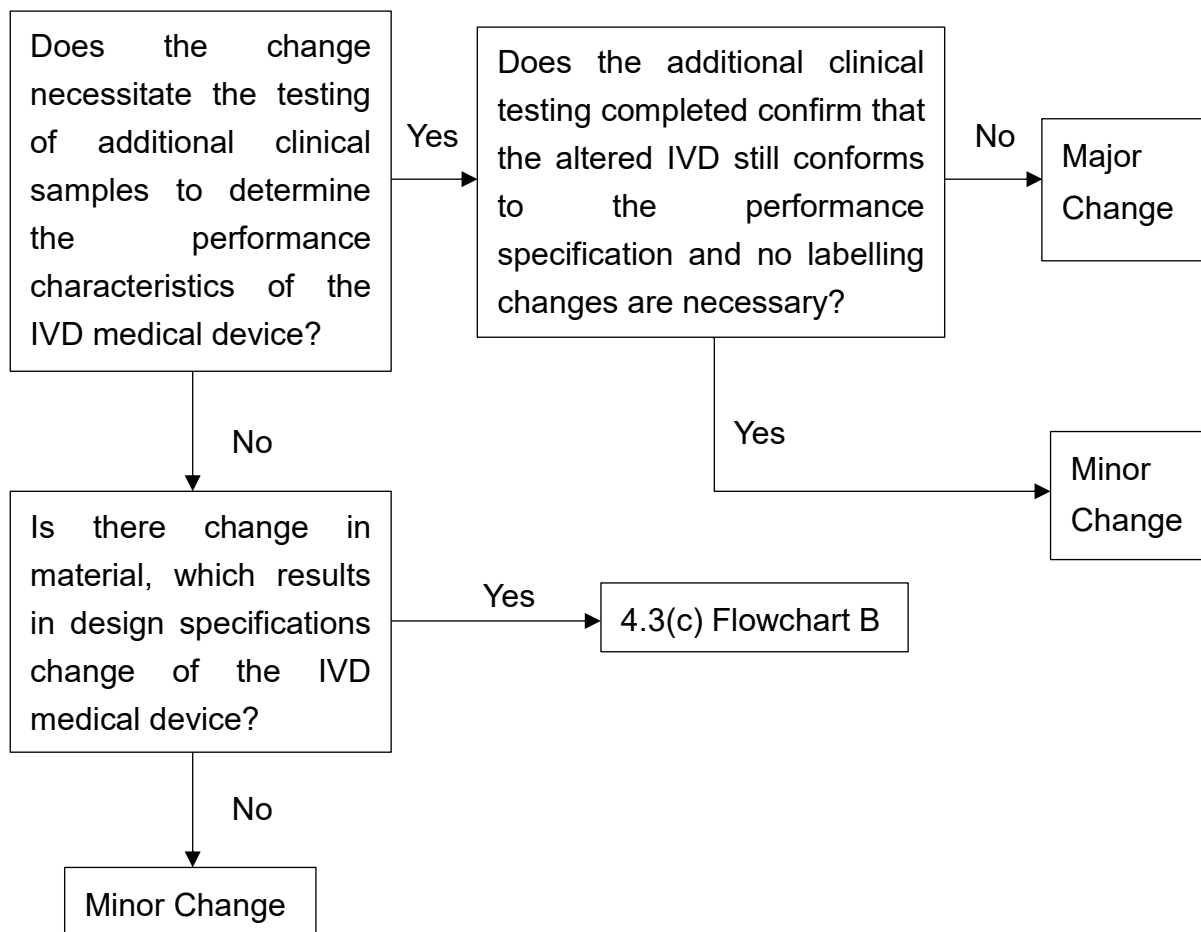 Does the change
necessitate the testing
of additional clinical
samples to determine
the performance
characteristics of the
IVD medical device?
Yes
Does the additional clinical
testing completed confirm that
the altered IVD still conforms
to the performance
specification and no labelling
changes are necessary?
No
Major
Change
No
Yes
Minor
Change
Is there change in
material, which results
in design specifications
change of the IVD
medical device?
Yes
4.3(c) Flowchart B
No
Minor Change